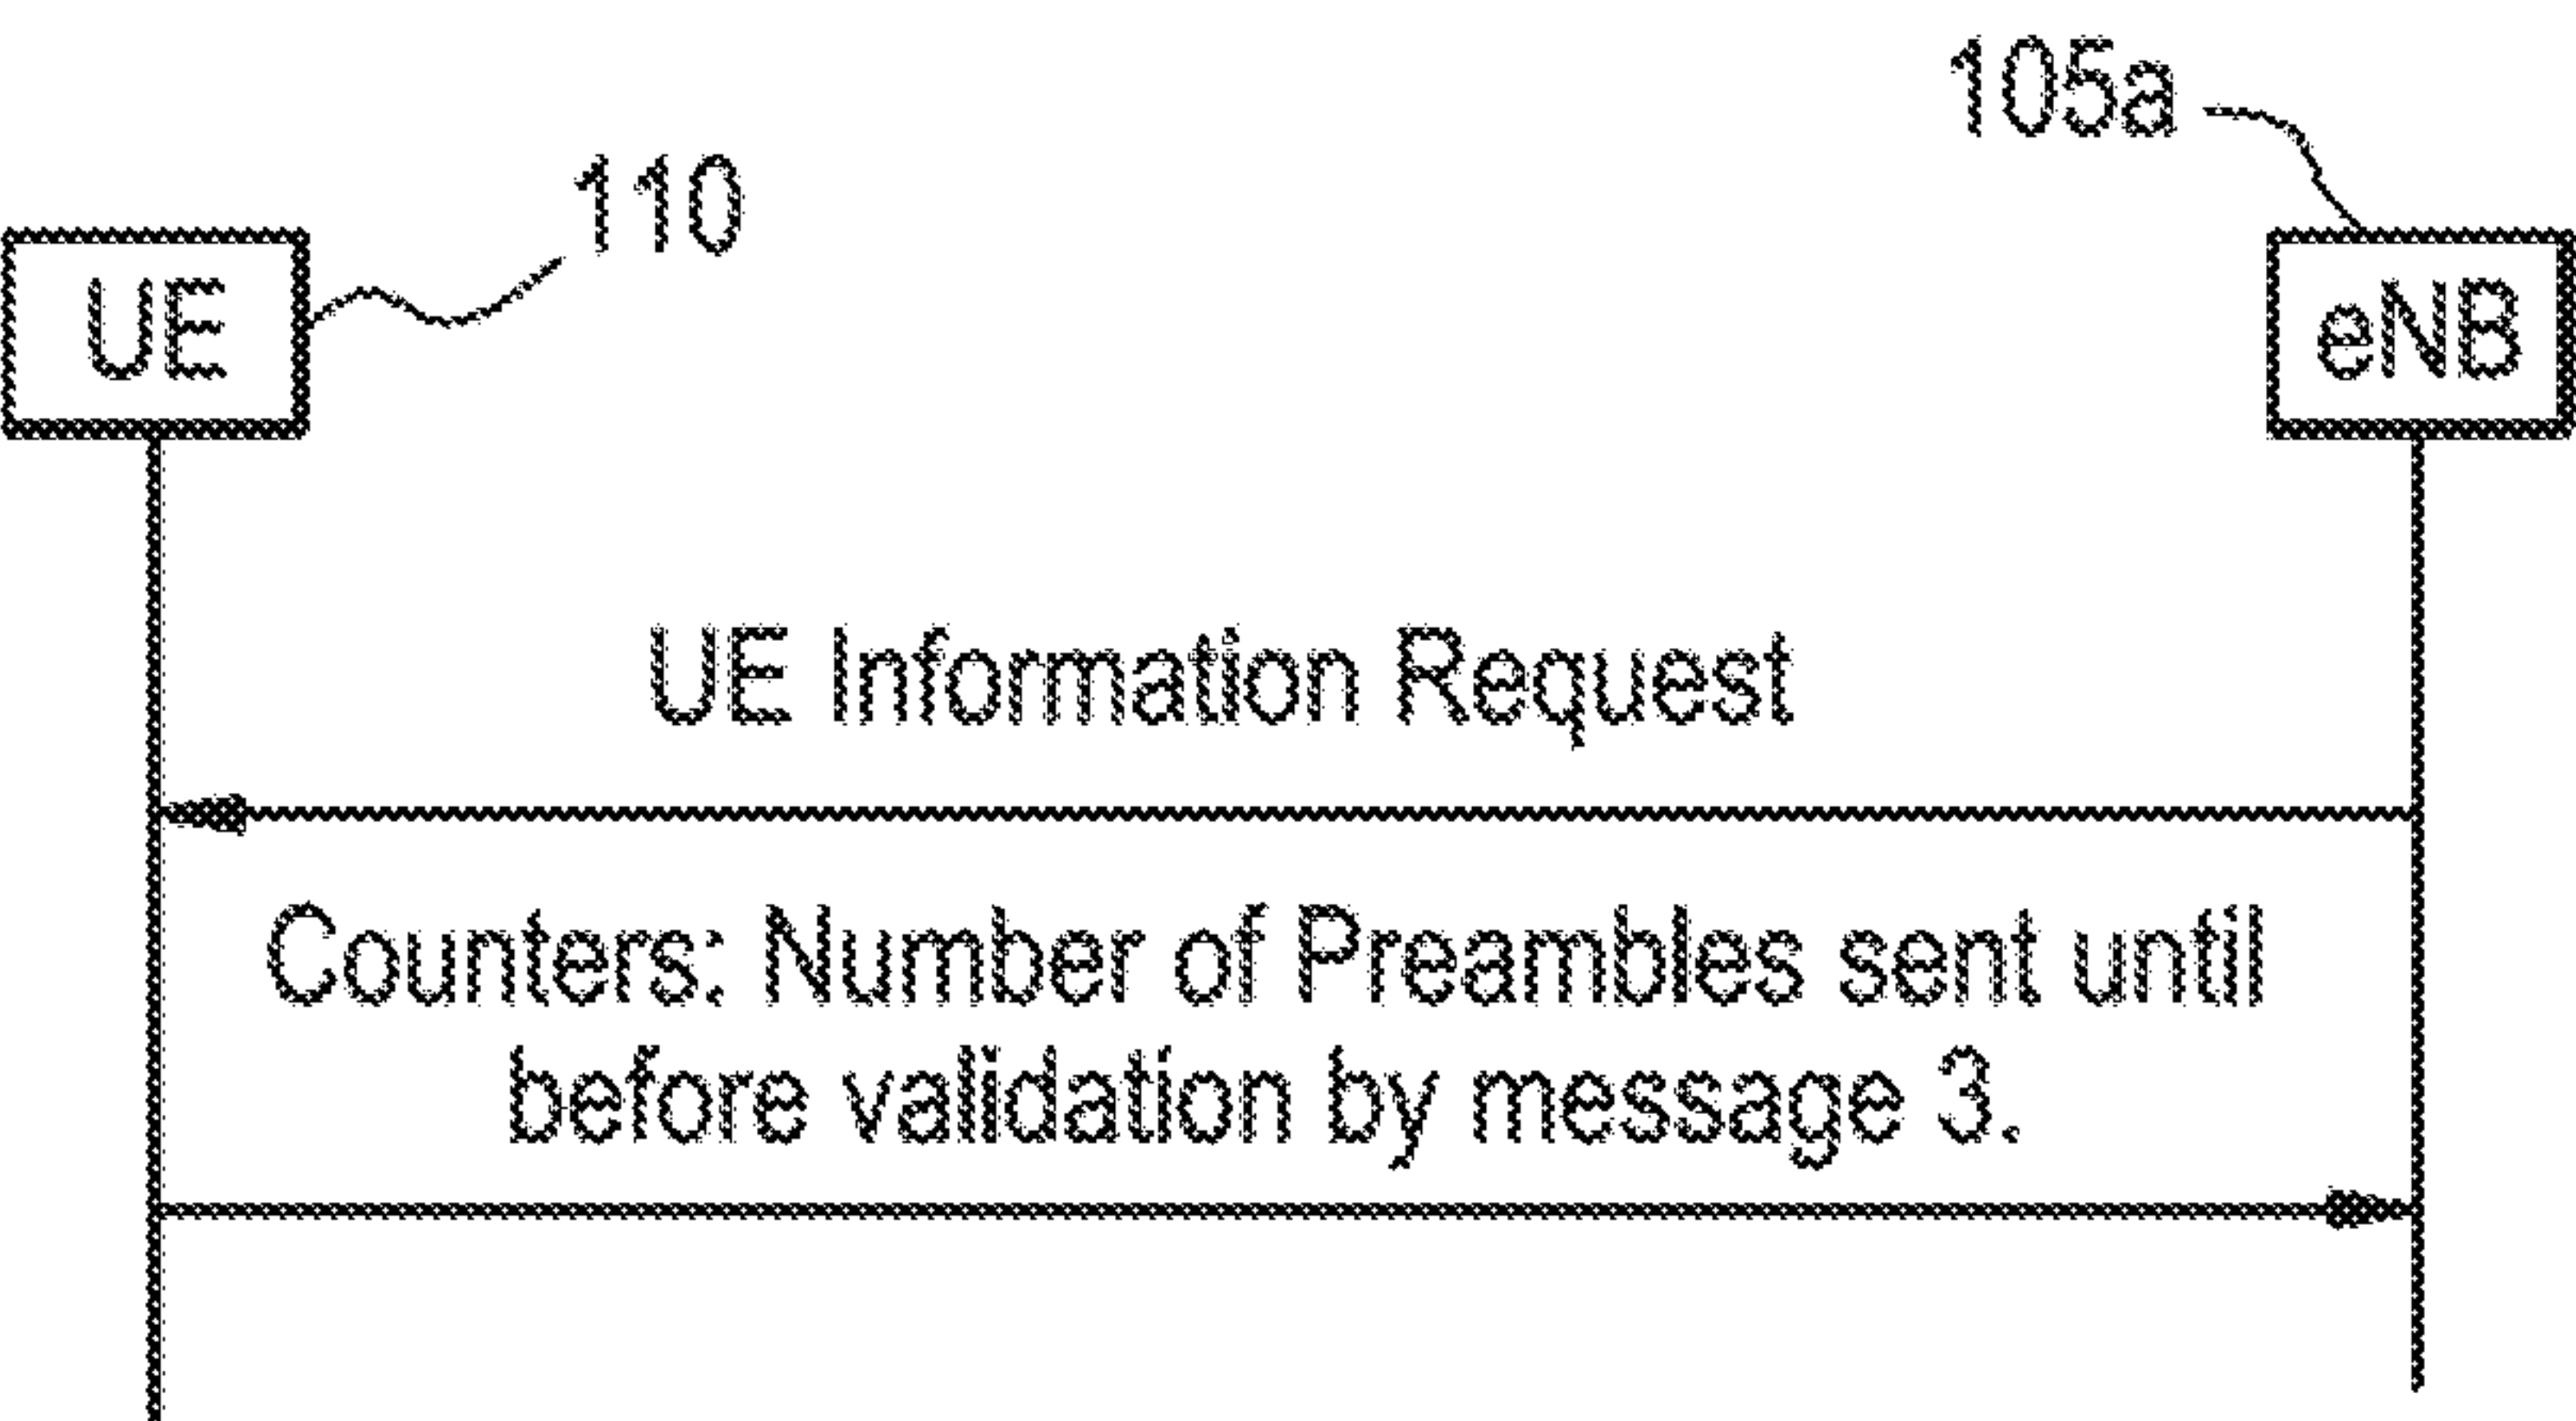 105a
110
UE
eNB
UE Information Request
Counters: Number of Preambles sent until
before validation by message 3.